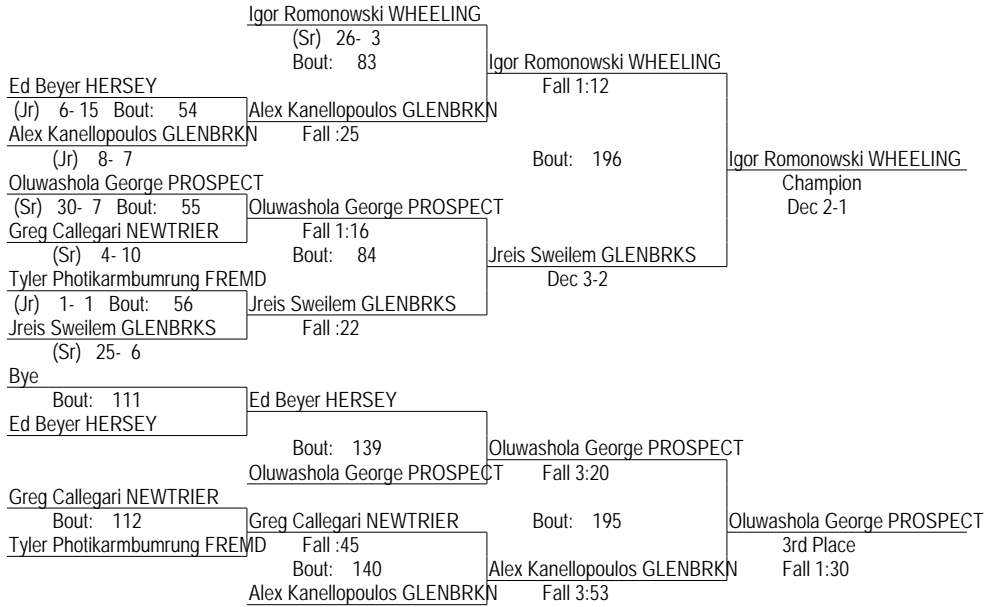 Igor Romonowski WHEELING
(Sr) 26- 3
Bout: 83 Igor Romonowski WHEELING
Ed Beyer HERSEY Fall 1:12
(Jr) 6- 15 Bout: 54 Alex Kanellopoulos GLENBRKN
Alex Kanellopoulos GLENBRKN Fall :25
(Jr) 8- 7 Bout: 196 Igor Romonowski WHEELING
Oluwashola George PROSPECT Champion
(Sr) 30- 7 Bout: 55 Oluwashola George PROSPECT Dec 2-1
Greg Callegari NEWTRIER Fall 1:16
(Sr) 4- 10 Bout: 84 Jreis Sweilem GLENBRKS
Tyler Photikarmbumrung FREMD Dec 3-2
(Jr) 1- 1 Bout: 56 Jreis Sweilem GLENBRKS
Jreis Sweilem GLENBRKS Fall :22
(Sr) 25- 6
Bye
Bout: 111 Ed Beyer HERSEY
Ed Beyer HERSEY
Bout: 139 Oluwashola George PROSPECT
Oluwashola George PROSPECT Fall 3:20
Greg Callegari NEWTRIER
Bout: 112 Greg Callegari NEWTRIER Bout: 195 Oluwashola George PROSPECT
Tyler Photikarmbumrung FREMD Fall :45 3rd Place
Bout: 140 Alex Kanellopoulos GLENBRKN Fall 1:30
Alex Kanellopoulos GLENBRKN Fall 3:53